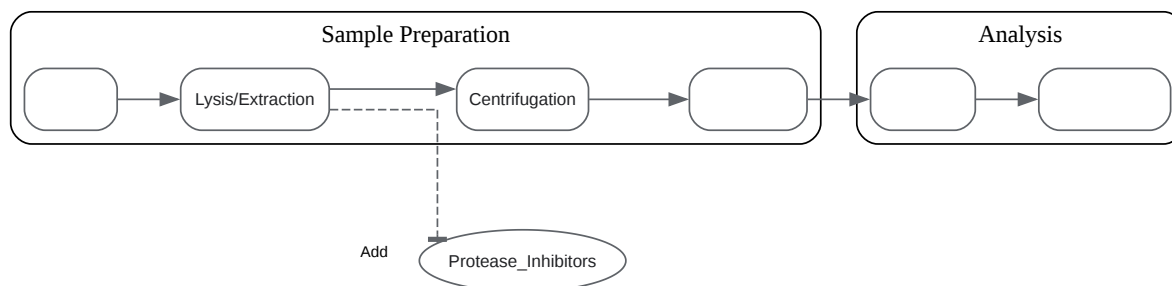 Sample Preparation
Analysis
Lysis/Extraction
Centrifugation
Add
Protease_Inhibitors